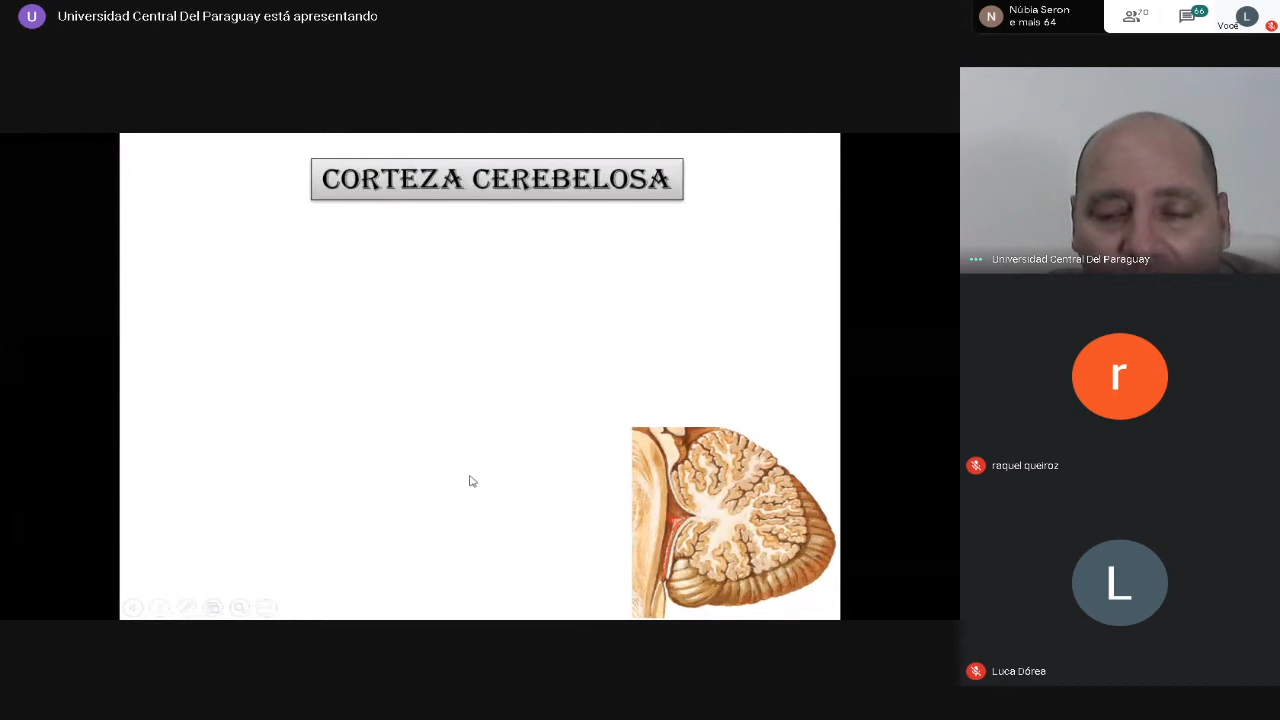 U
Universidad Central Del Paraguay está apresentando
N
Núbia Seron
e mais 64
70
66
L
Você
CORTEZA CEREBELOSA
Universidad Central Del Paraguay
r
raquel queiroz
L
Luca Dórea